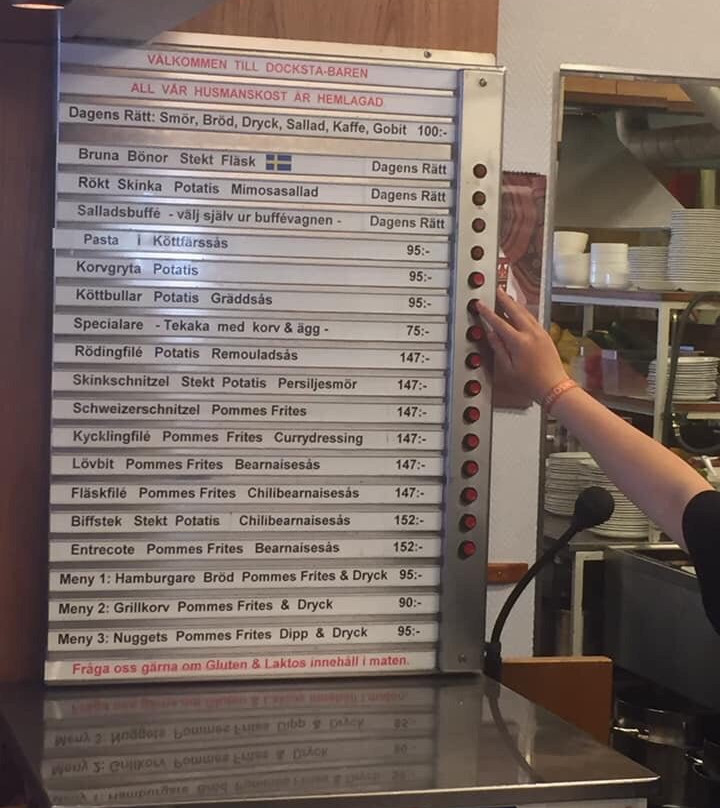 VÄLKOMMEN TILL DOCKSTA-BAREN
ALL VÅR HUSMANSKOST ÄR HEMLAGAD
Dagens Rätt: Smör, Bröd, Dryck, Sallad, Kaffe, Gobit 100:-
Bruna Bönor Stekt Fläsk Dagens Rätt
Rökt Skinka Potatis Mimosasallad Dagens Rätt
Salladsbuffé - välj själv ur buffévagnen - Dagens Rätt
Pasta i Köttfärssås 95:-
Korvgryta Potatis 95:-
Köttbullar Potatis Gräddsås 95:-
Specialare - Tekaka med korv & ägg - 75:-
Rödingfilé Potatis Remouladsås 147:-
Skinkschnitzel Stekt Potatis Persiljesmör 147:-
Schweizerschnitzel Pommes Frites 147:-
Kycklingfilé Pommes Frites Currydressing 147:-
Lövbit Pommes Frites Bearnaisesås 147:-
Fläskfilé Pommes Frites Chilibearnaisesås 147:-
Biffstek Stekt Potatis Chilibearnaisesås 152:-
Entrecote Pommes Frites Bearnaisesås 152:-
Meny 1: Hamburgare Bröd Pommes Frites & Dryck 95:-
Meny 2: Grillkorv Pommes Frites & Dryck 90:-
Meny 3: Nuggets Pommes Frites Dipp & Dryck 95:-
Fråga oss gärna om Gluten & Laktos innehåll i maten.